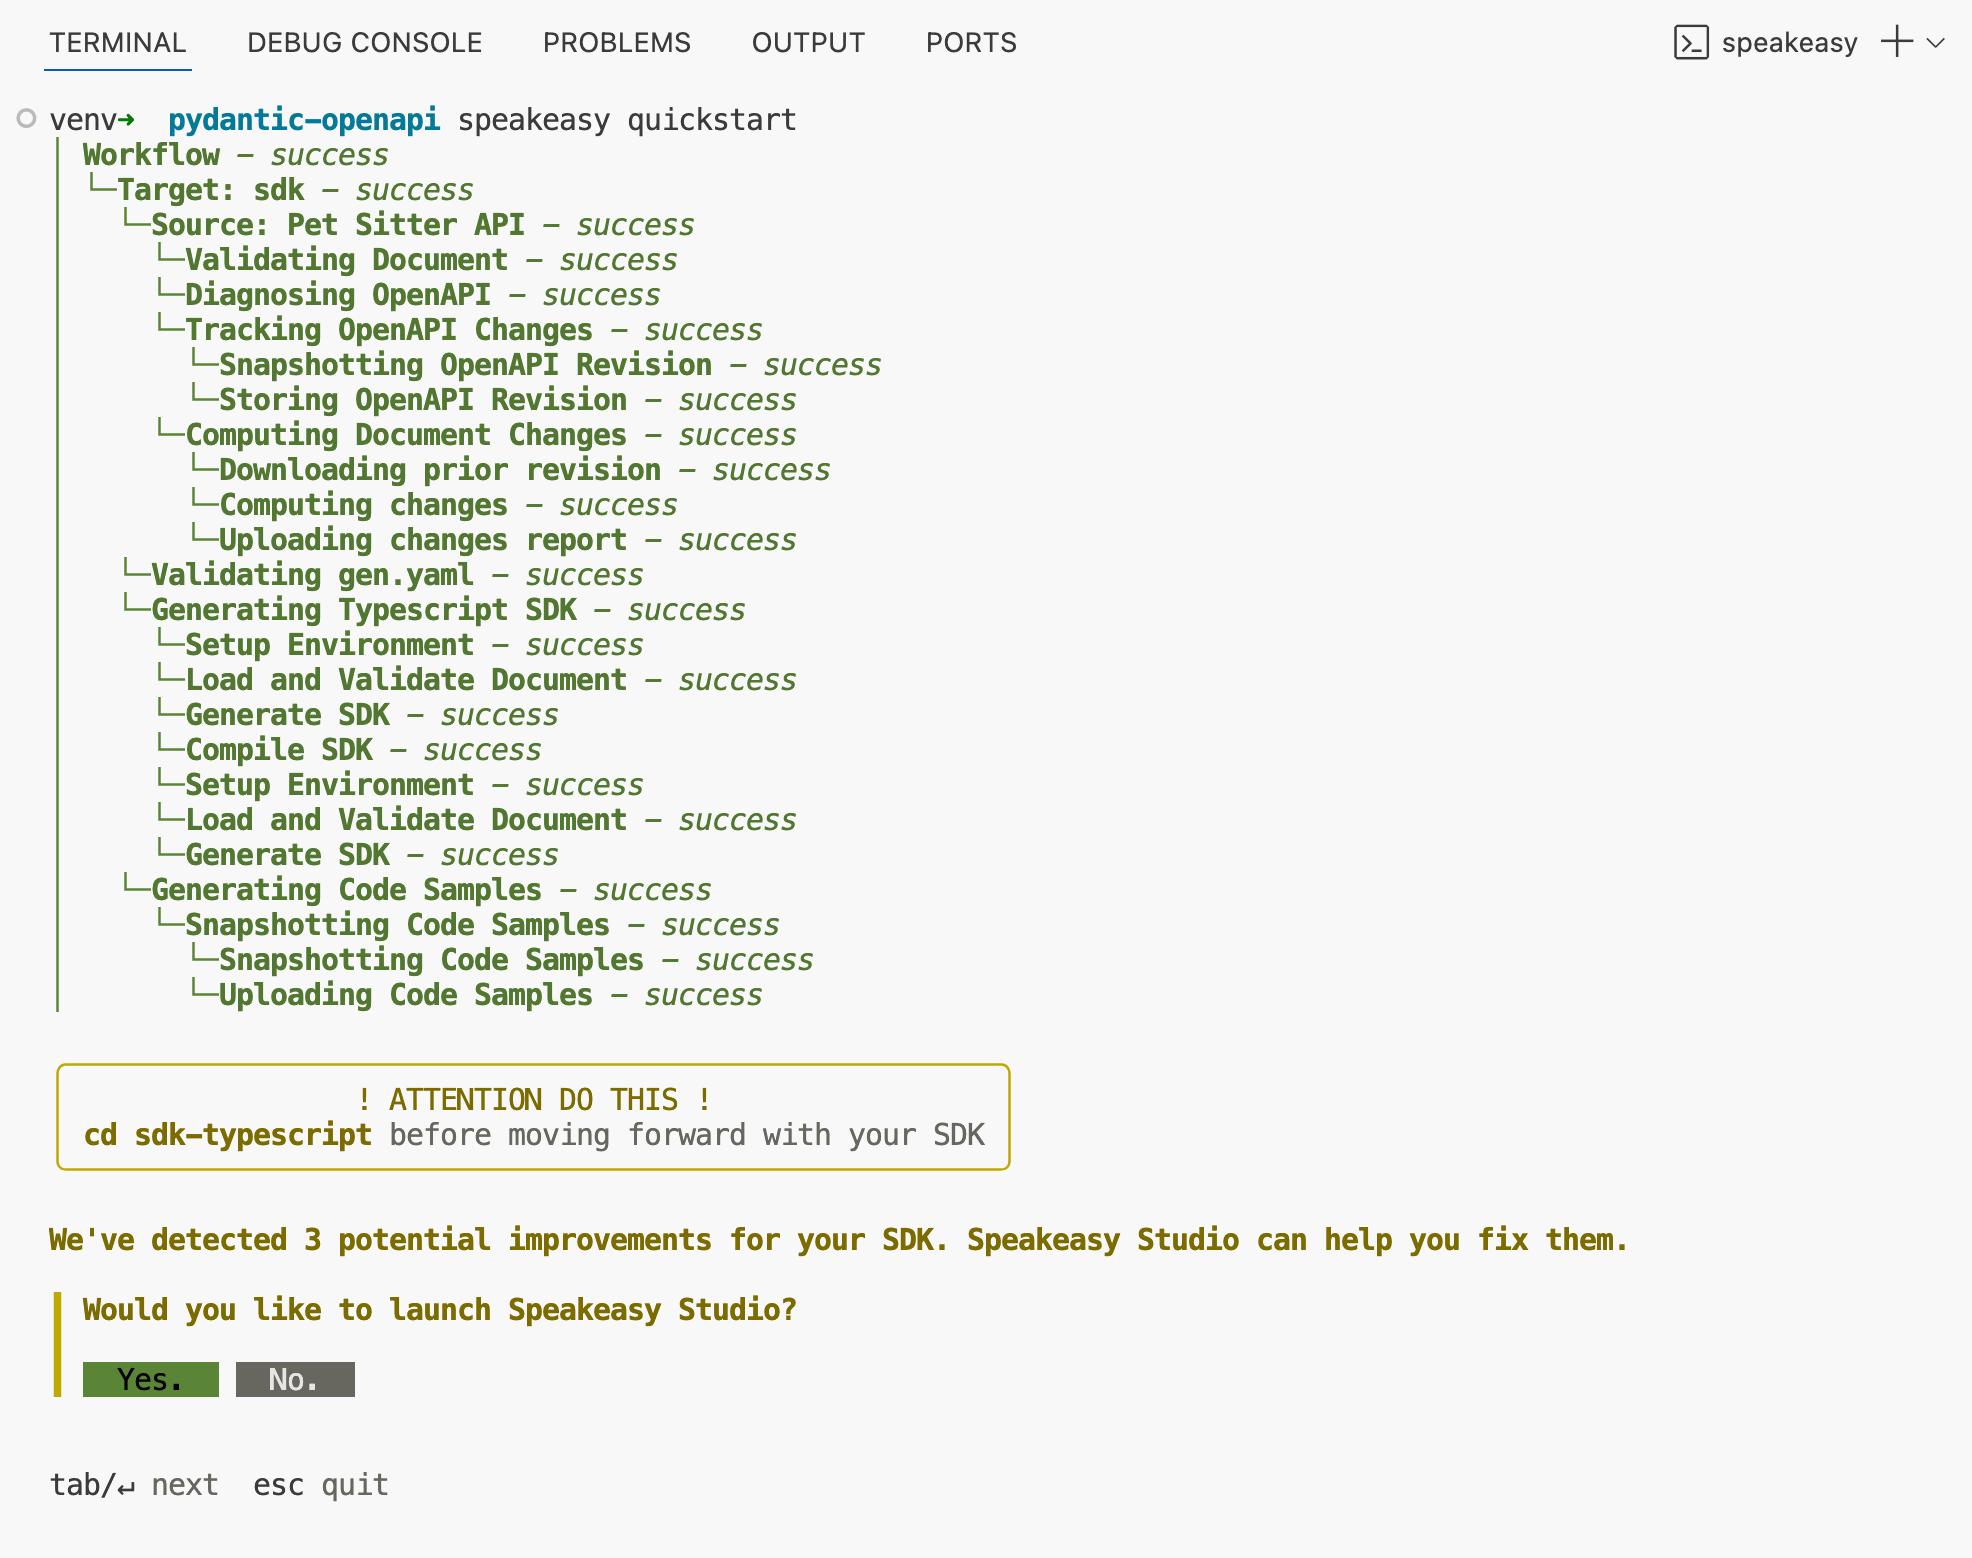 TERMINAL DEBUG CONSOLE PROBLEMS OUTPUT PORTS speakeasy
venv➜ pydantic-openapi speakeasy quickstart
Workflow - success
└─Target: sdk - success
└─Source: Pet Sitter API - success
└─Validating Document - success
└─Diagnosing OpenAPI - success
└─Tracking OpenAPI Changes - success
└─Snapshotting OpenAPI Revision - success
└─Storing OpenAPI Revision - success
└─Computing Document Changes - success
└─Downloading prior revision - success
└─Computing changes - success
└─Uploading changes report - success
└─Validating gen.yaml - success
└─Generating Typescript SDK - success
└─Setup Environment - success
└─Load and Validate Document - success
└─Generate SDK - success
└─Compile SDK - success
└─Setup Environment - success
└─Load and Validate Document - success
└─Generate SDK - success
└─Generating Code Samples - success
└─Snapshotting Code Samples - success
└─Snapshotting Code Samples - success
└─Uploading Code Samples - success
! ATTENTION DO THIS !
cd sdk-typescript before moving forward with your SDK
We've detected 3 potential improvements for your SDK. Speakeasy Studio can help you fix them.
Would you like to launch Speakeasy Studio?
Yes. No.
tab/↵ next esc quit